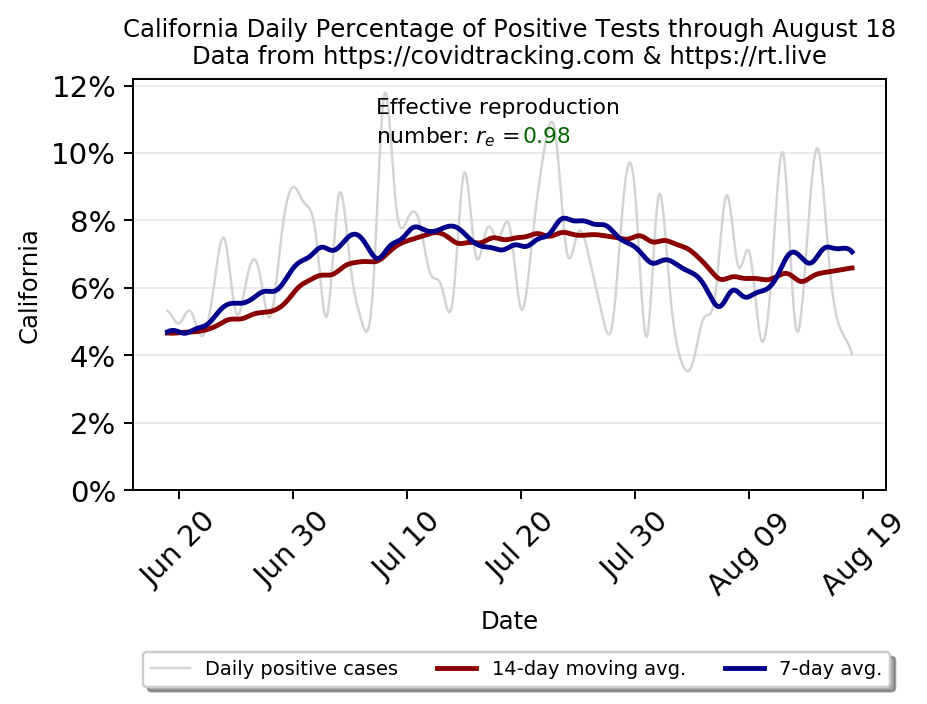 California Daily Percentage of Positive Tests through August 18
Data from https://covidtracking.com & https://rt.live
Effective reproduction
number: rₑ =0.98
California
12%
10%
8%
6%
4%
2%
0%
Jun 20
Jun 30
Jul 10
Jul 20
Jul 30
Aug 09
Aug 19
Date
Daily positive cases
14-day moving avg.
7-day avg.